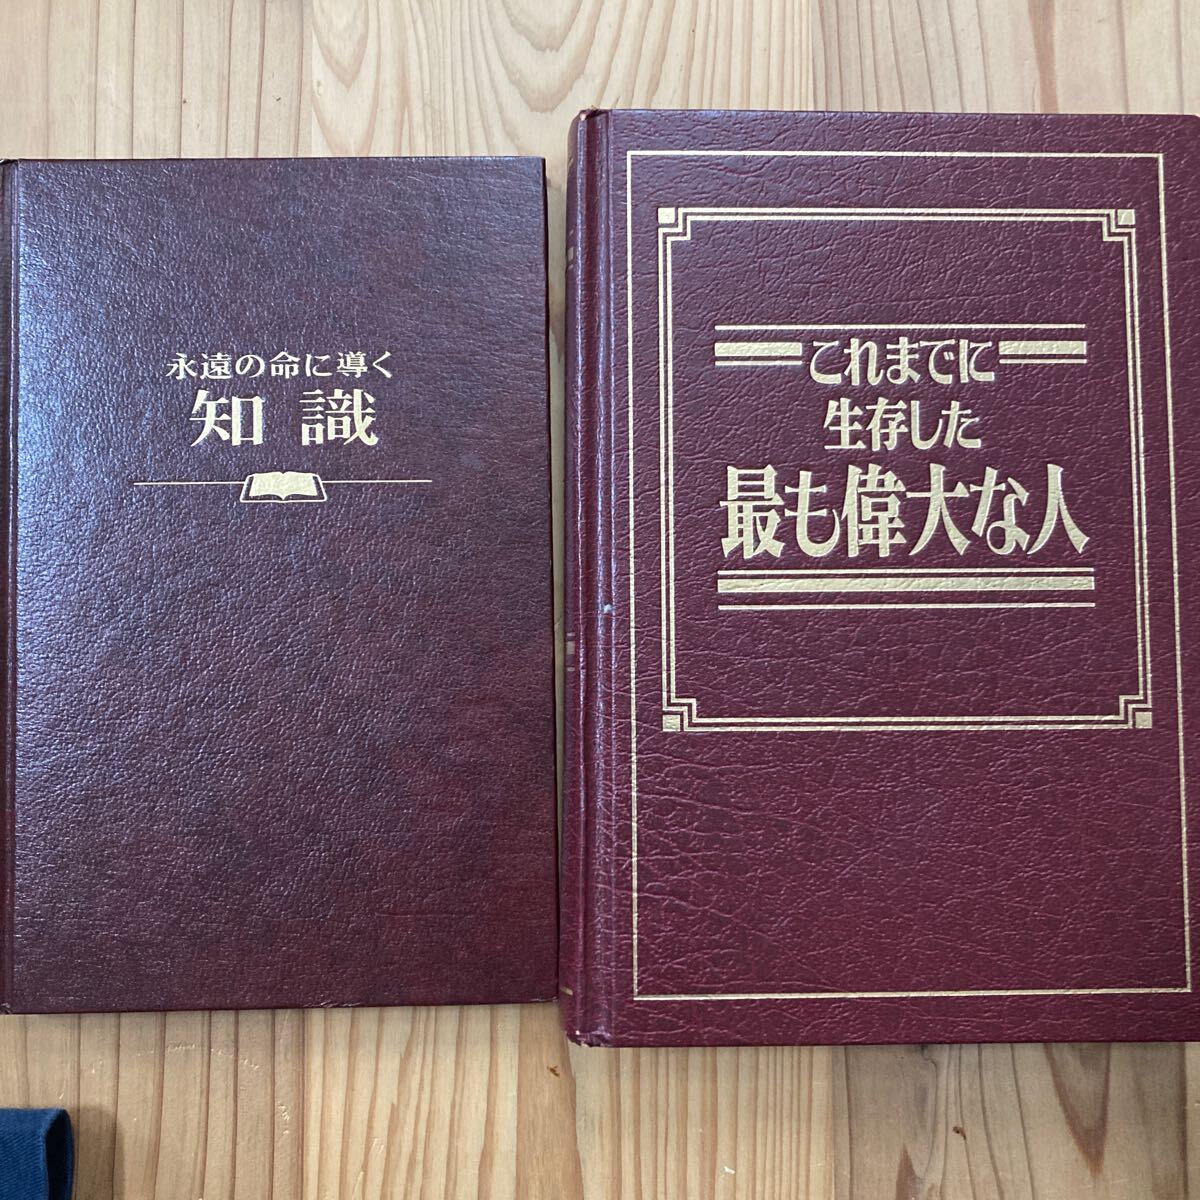 永遠の命に導く
知識
これまでに
生存した
最も偉大な人